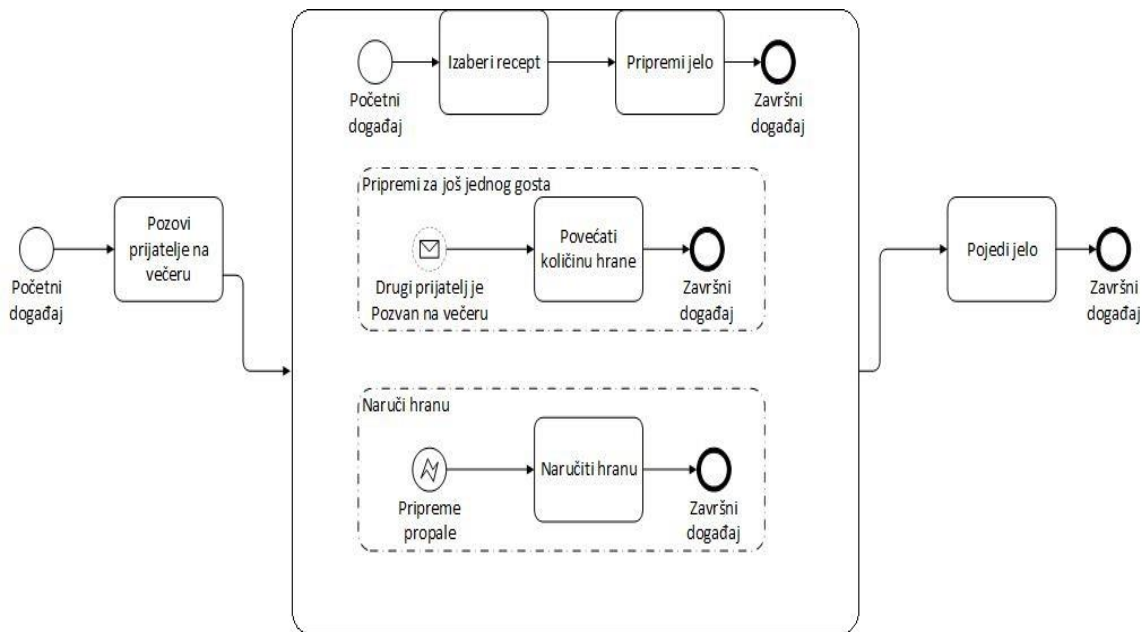 Početni
događaj
Pozovi
prijatelje na
večeru
Početni
događaj
Izaberi recept
Pripremi jelo
Završni
događaj
Pripremi za još jednog gosta
Drugi prijatelj je
Pozvan na večeru
Povećati
količinu hrane
Završni
događaj
Naruči hranu
Pripreme
propale
Naručiti hranu
Završni
događaj
Pojedi jelo
Završni
događaj